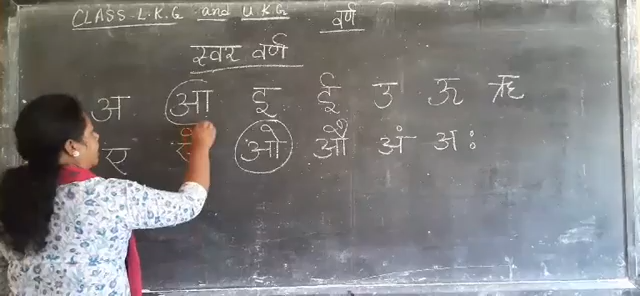 CLASS-L.K.G and U.K.G वर्ण
स्वर वर्ण
अ आ इ ई उ ऊ ऋ
ए ऐ ओ औ अं अः